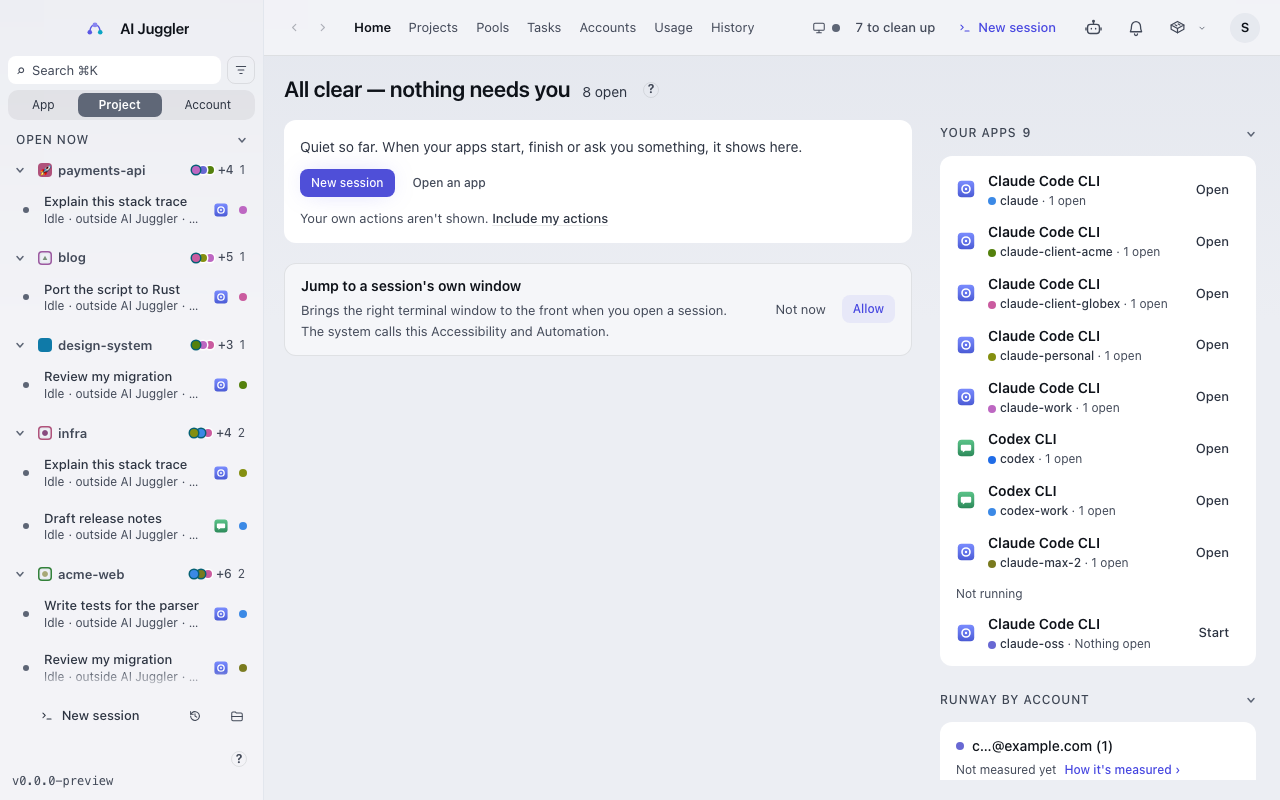 AI Juggler
Search ⌘K
App Project Account
OPEN NOW
payments-api +4 1
Explain this stack trace
Idle · outside AI Juggler · ...
blog +5 1
Port the script to Rust
Idle · outside AI Juggler · ...
design-system +3 1
Review my migration
Idle · outside AI Juggler · ...
infra +4 2
Explain this stack trace
Idle · outside AI Juggler · ...
Draft release notes
Idle · outside AI Juggler · ...
acme-web +6 2
Write tests for the parser
Idle · outside AI Juggler · ...
Review my migration
Idle · outside AI Juggler · ...
New session
?
v0.0.0-preview
Home Projects Pools Tasks Accounts Usage History 7 to clean up New session S
All clear — nothing needs you 8 open ?
Quiet so far. When your apps start, finish or ask you something, it shows here.
New session Open an app
Your own actions aren't shown. Include my actions
Jump to a session's own window
Brings the right terminal window to the front when you open a session.
The system calls this Accessibility and Automation.
Not now Allow
YOUR APPS 9
Claude Code CLI
claude · 1 open
Open
Claude Code CLI
claude-client-acme · 1 open
Open
Claude Code CLI
claude-client-globex · 1 open
Open
Claude Code CLI
claude-personal · 1 open
Open
Claude Code CLI
claude-work · 1 open
Open
Codex CLI
codex · 1 open
Open
Codex CLI
codex-work · 1 open
Open
Claude Code CLI
claude-max-2 · 1 open
Open
Not running
Claude Code CLI
claude-oss · Nothing open
Start
RUNWAY BY ACCOUNT
c...@example.com (1)
Not measured yet How it's measured ›